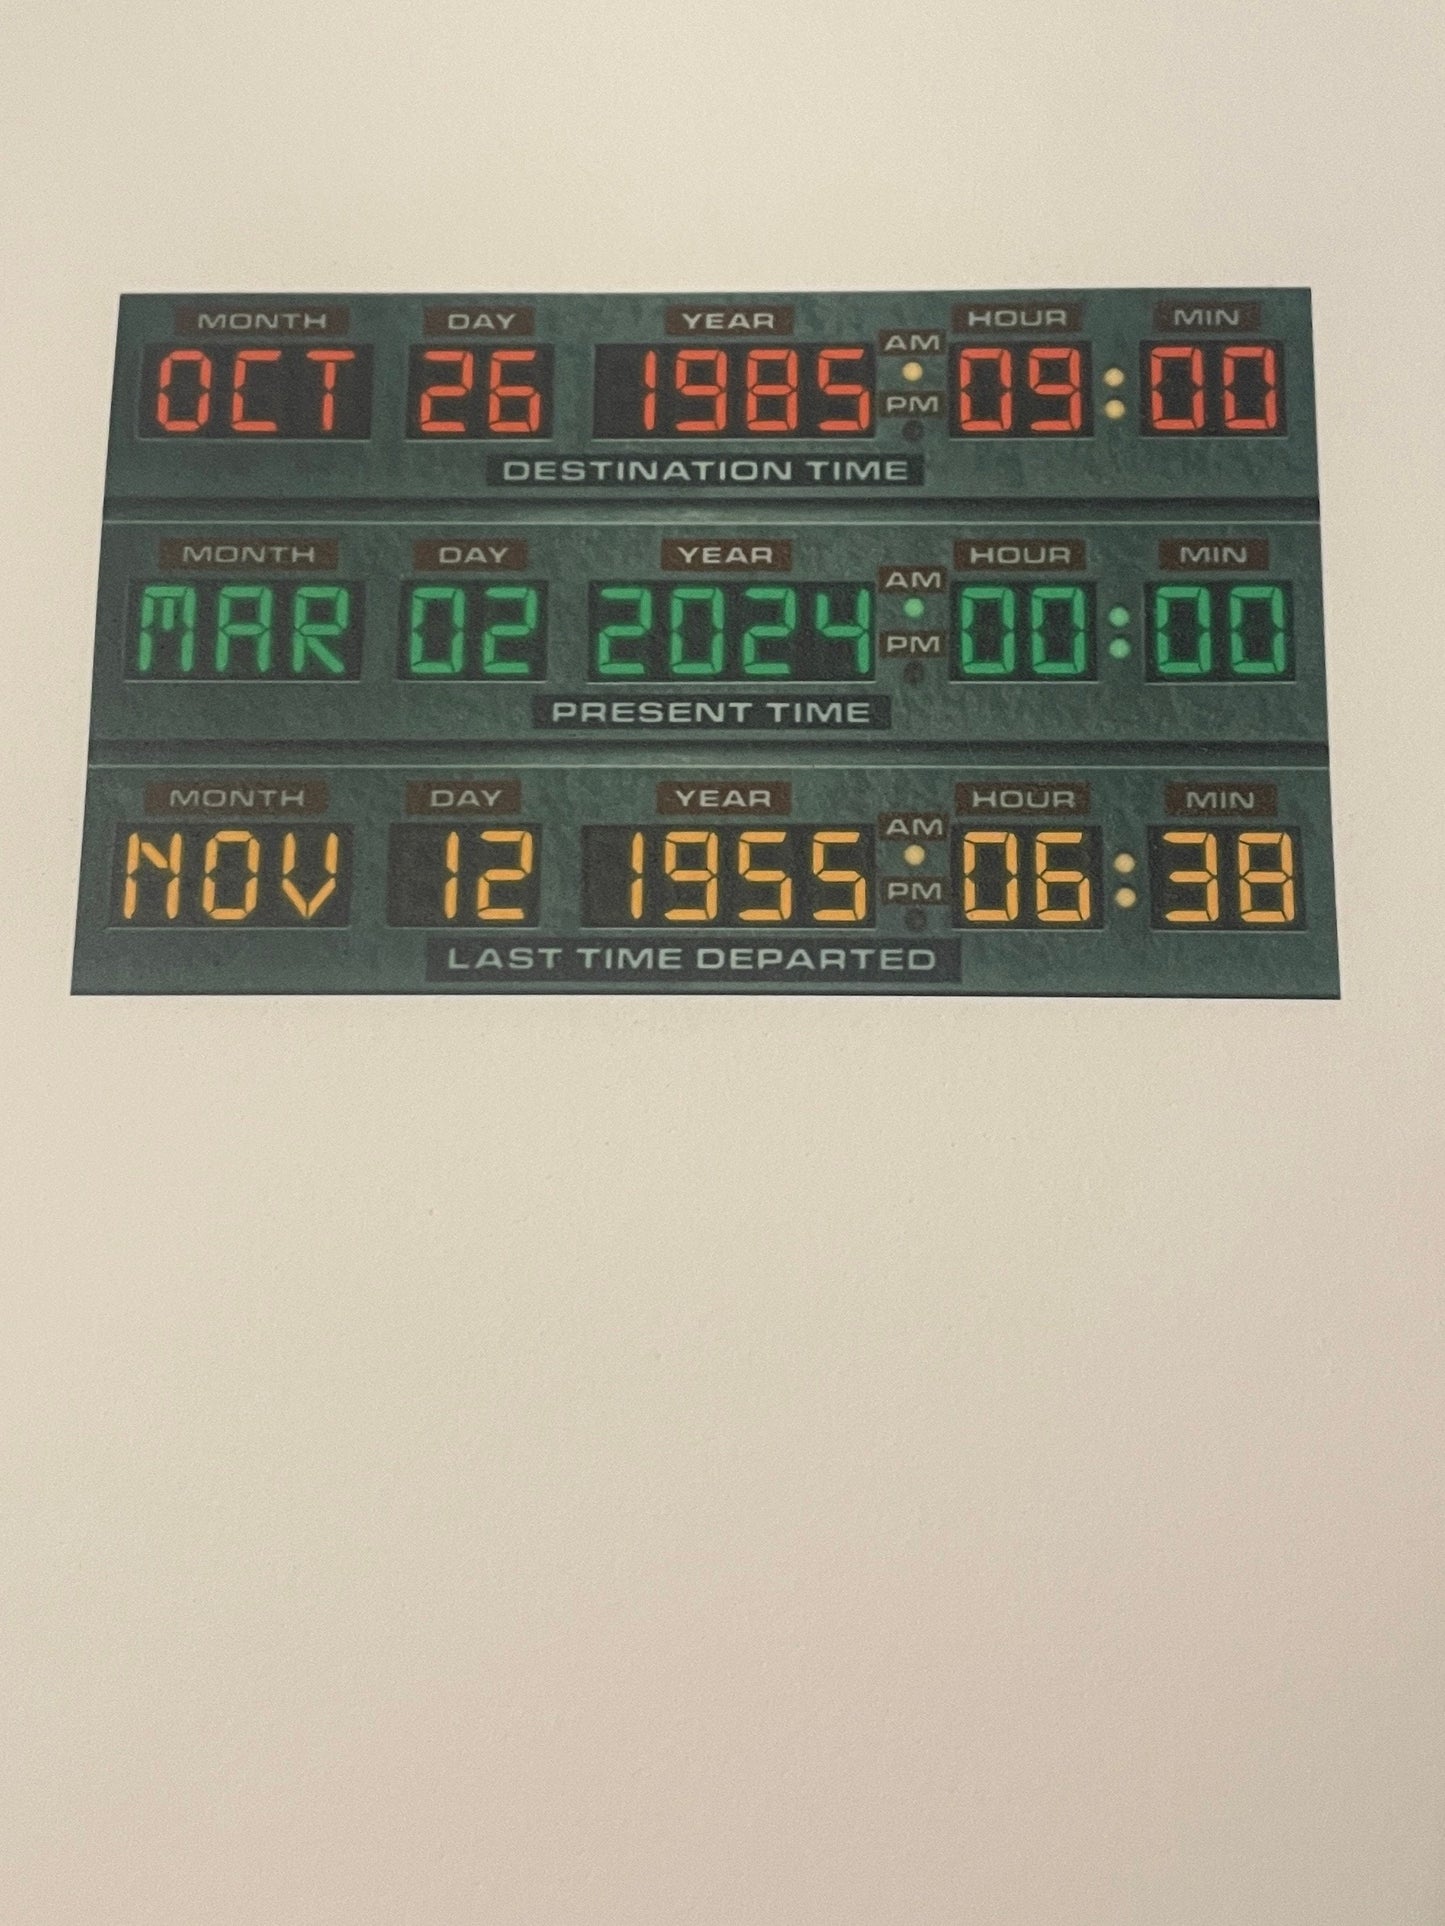 MONTH DAY YEAR AM PM HOUR MIN
OCT 26 1985 09:00
DESTINATION TIME
MONTH DAY YEAR AM PM HOUR MIN
MAR 02 2024 00:00
PRESENT TIME
MONTH DAY YEAR AM PM HOUR MIN
NOV 12 1955 06:38
LAST TIME DEPARTED